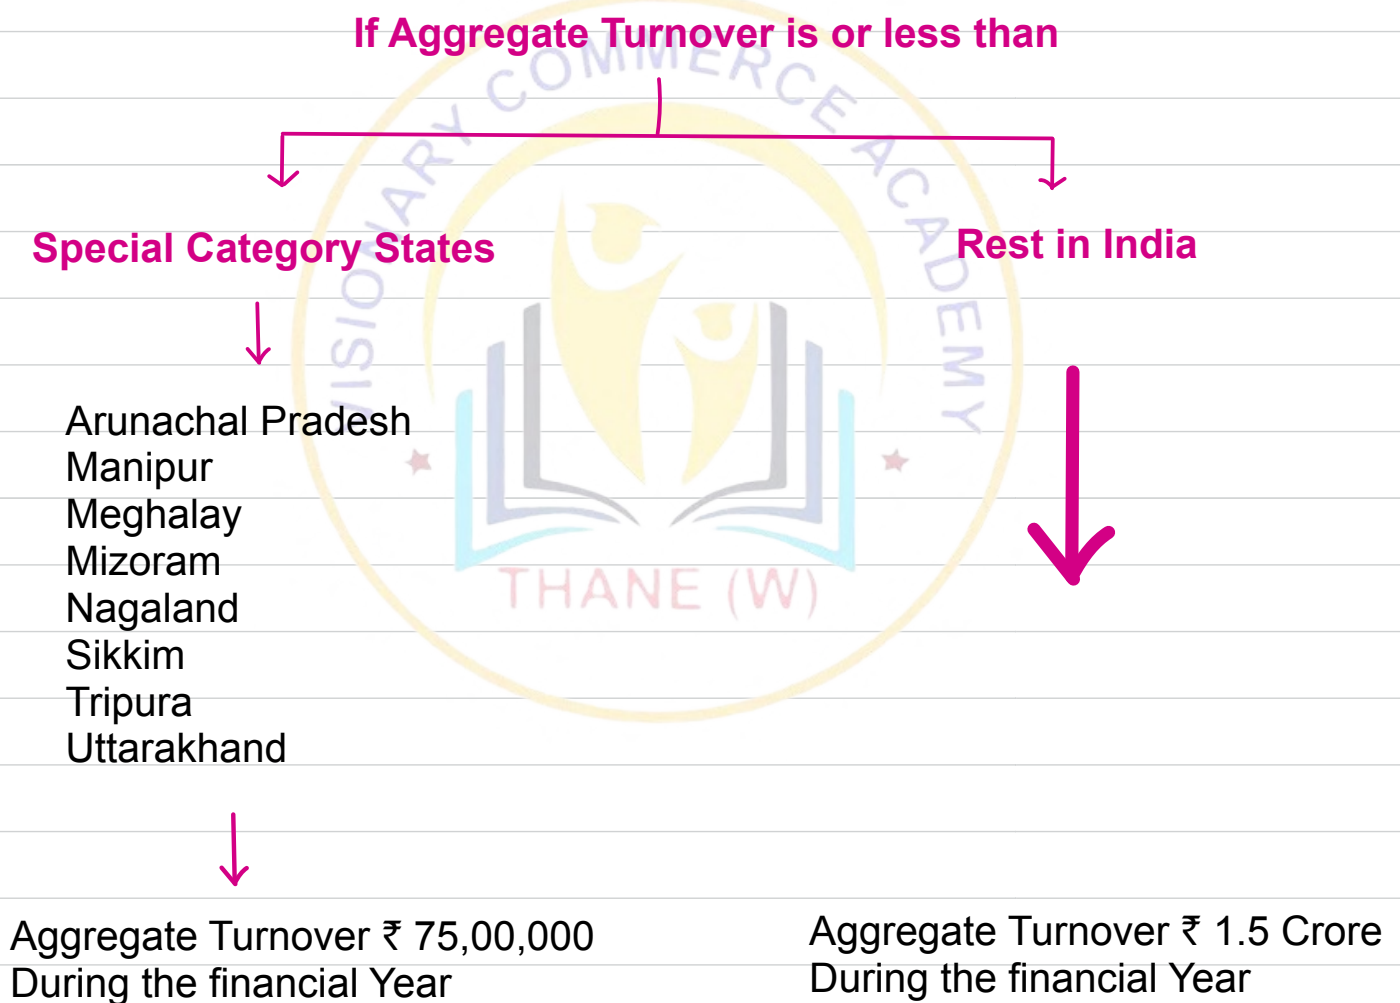 If Aggregate Turnover is or less than
VISIONARY COMMERCE ACADEMY
Special Category States
Rest in India
Arunachal Pradesh
Manipur
Meghalay
Mizoram
Nagaland
Sikkim
Tripura
Uttarakhand
THANE (W)
Aggregate Turnover ₹ 75,00,000
During the financial Year
Aggregate Turnover ₹ 1.5 Crore
During the financial Year